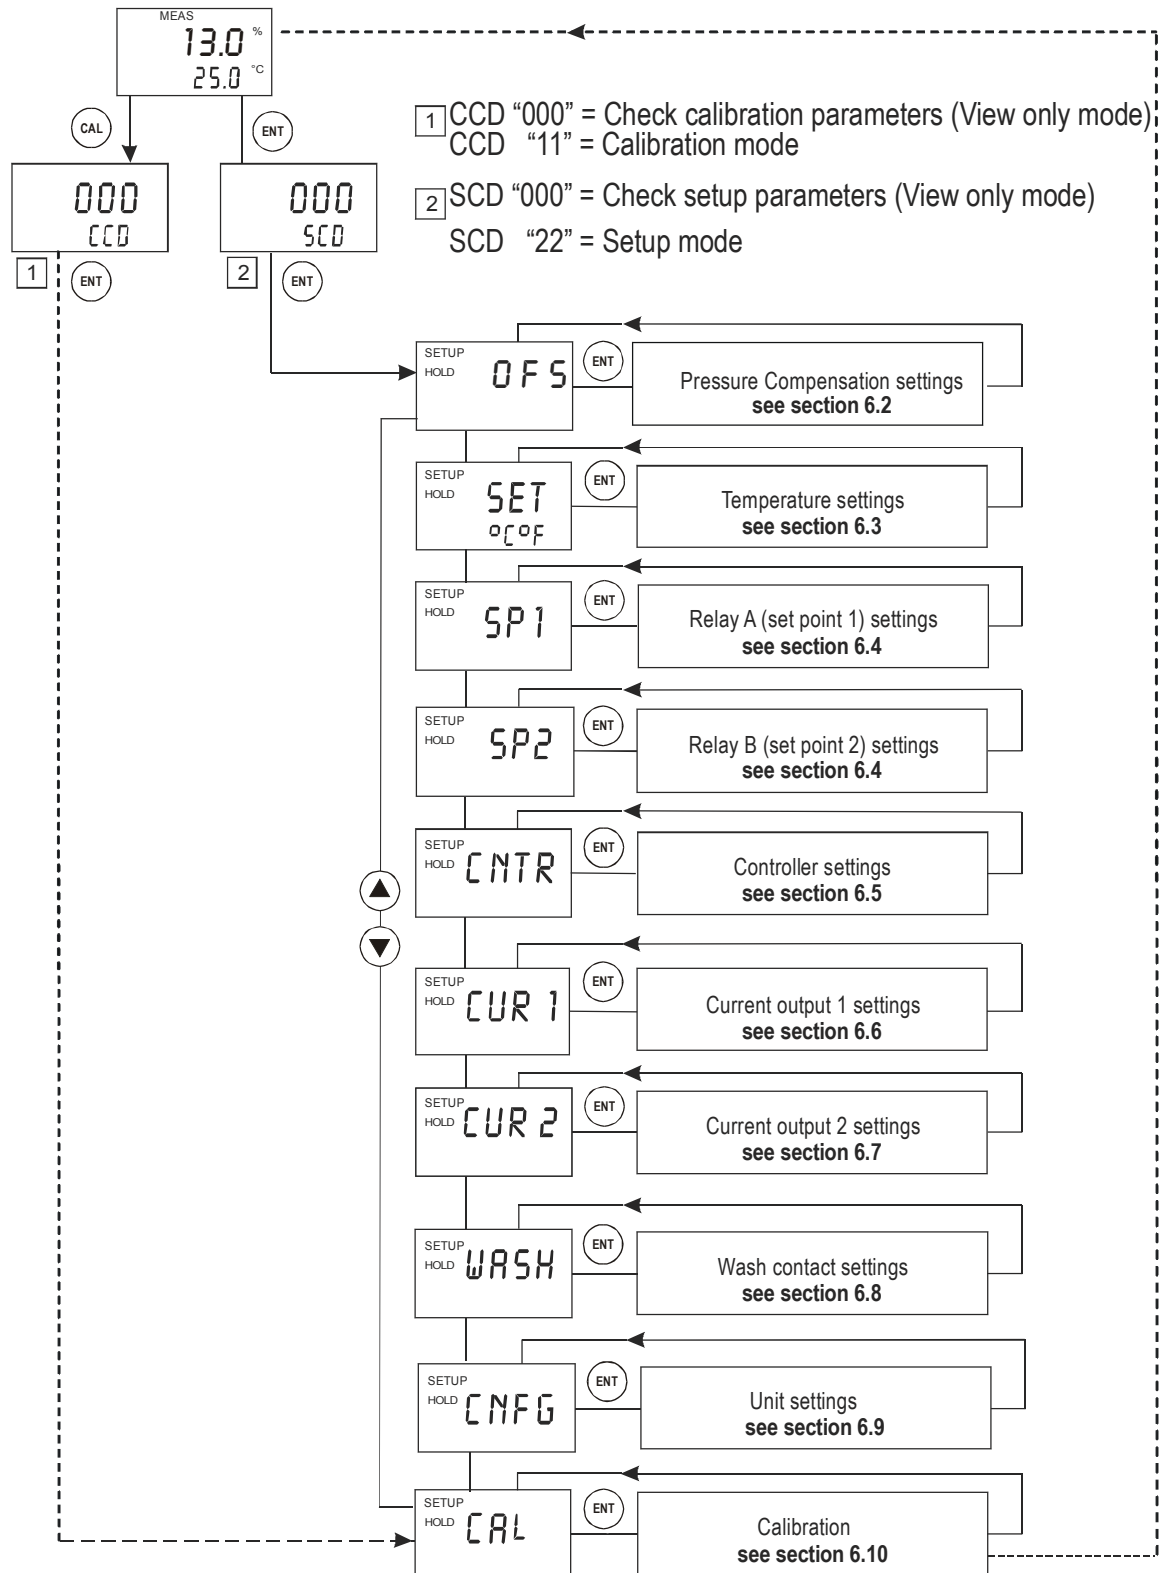 MEAS
13.0 %
25.0 °C
CAL
ENT
1 CCD “000” = Check calibration parameters (View only mode)
CCD “11” = Calibration mode
000
CCD
000
SCD
2 SCD “000” = Check setup parameters (View only mode)
SCD “22” = Setup mode
1
ENT
2
ENT
SETUP
HOLD
OFS
ENT
Pressure Compensation settings
see section 6.2
SETUP
HOLD
SET
°C°F
ENT
Temperature settings
see section 6.3
SETUP
HOLD
SP1
ENT
Relay A (set point 1) settings
see section 6.4
SETUP
HOLD
SP2
ENT
Relay B (set point 2) settings
see section 6.4
SETUP
HOLD
CNTR
ENT
Controller settings
see section 6.5
SETUP
HOLD
CUR 1
ENT
Current output 1 settings
see section 6.6
SETUP
HOLD
CUR 2
ENT
Current output 2 settings
see section 6.7
SETUP
HOLD
WASH
ENT
Wash contact settings
see section 6.8
SETUP
HOLD
CNFG
ENT
Unit settings
see section 6.9
SETUP
HOLD
CAL
ENT
Calibration
see section 6.10